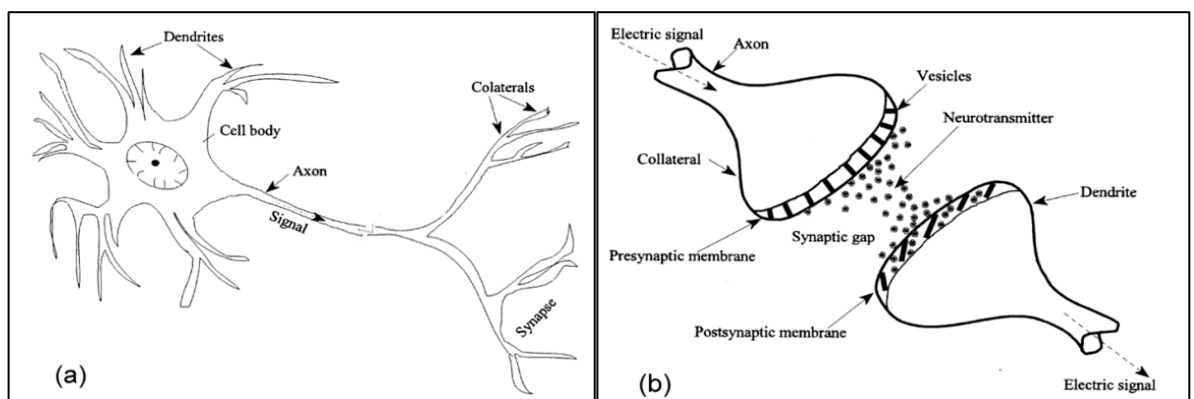 Dendrites
Colaterals
Cell body
Axon
Signal
Synapse
(a)
Electric signal
Axon
Vesicles
Neurotransmitter
Collateral
Dendrite
Synaptic gap
Presynaptic membrane
Postsynaptic membrane
Electric signal
(b)